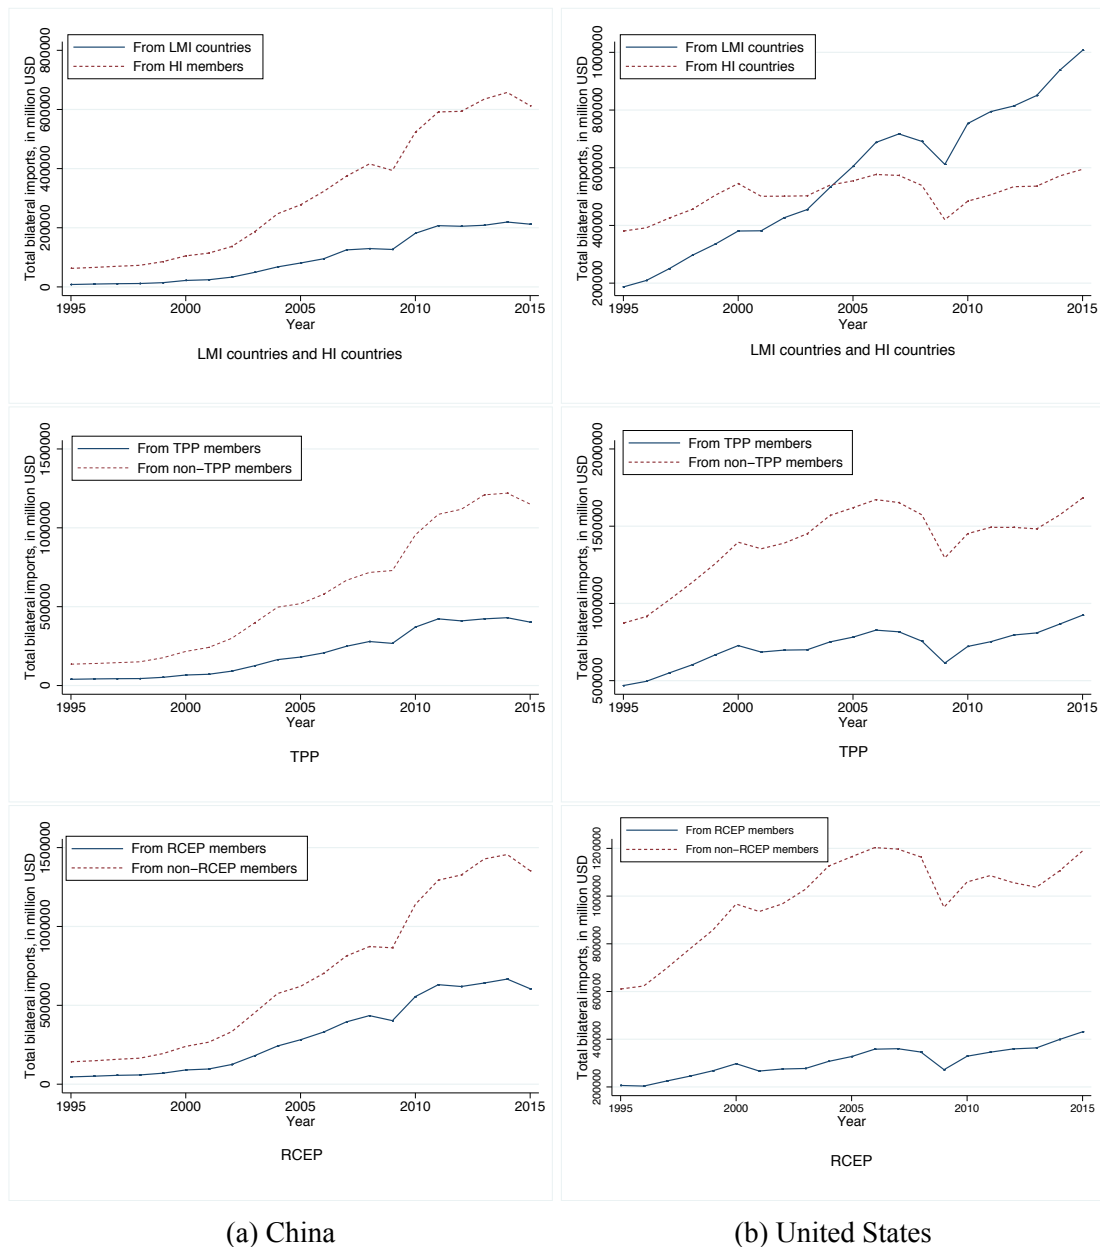 From LMI countries
From HI members
Total bilateral imports, in million USD
800000
600000
400000
200000
0
1995 2000 2005 2010 2015
Year
LMI countries and HI countries
From LMI countries
From HI countries
Total bilateral imports, in million USD
1000000
800000
600000
400000
200000
1995 2000 2005 2010 2015
Year
LMI countries and HI countries
From TPP members
From non−TPP members
Total bilateral imports, in million USD
1500000
1000000
500000
0
1995 2000 2005 2010 2015
Year
TPP
From TPP members
From non−TPP members
Total bilateral imports, in million USD
2000000
1500000
1000000
500000
1995 2000 2005 2010 2015
Year
TPP
From RCEP members
From non−RCEP members
Total bilateral imports, in million USD
1500000
1000000
500000
0
1995 2000 2005 2010 2015
Year
RCEP
From RCEP members
From non−RCEP members
Total bilateral imports, in million USD
1200000
1000000
800000
600000
400000
200000
1995 2000 2005 2010 2015
Year
RCEP
(a) China
(b) United States